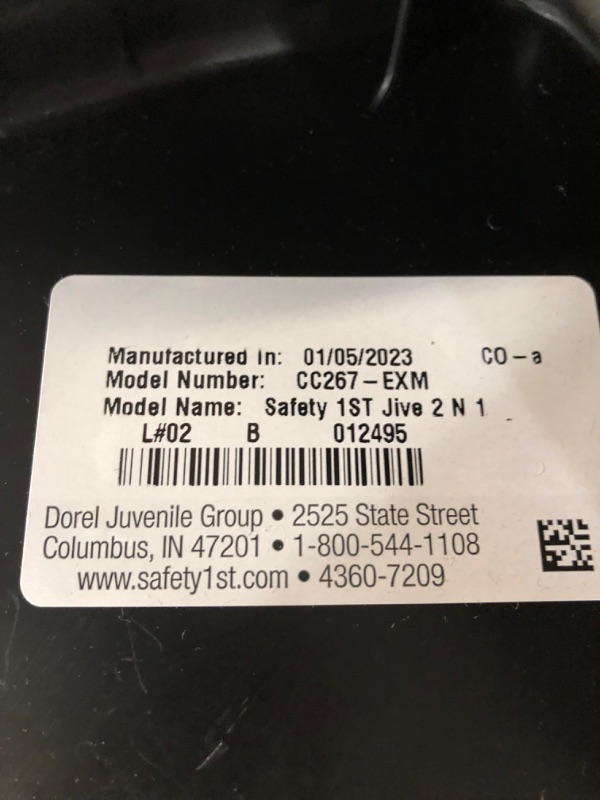 Manufactured in: 01/05/2023 CO-a
Model Number: CC267-EXM
Model Name: Safety 1ST Jive 2 N 1
L#02 B 012495
Dorel Juvenile Group • 2525 State Street
Columbus, IN 47201 • 1-800-544-1108
www.safety1st.com • 4360-7209